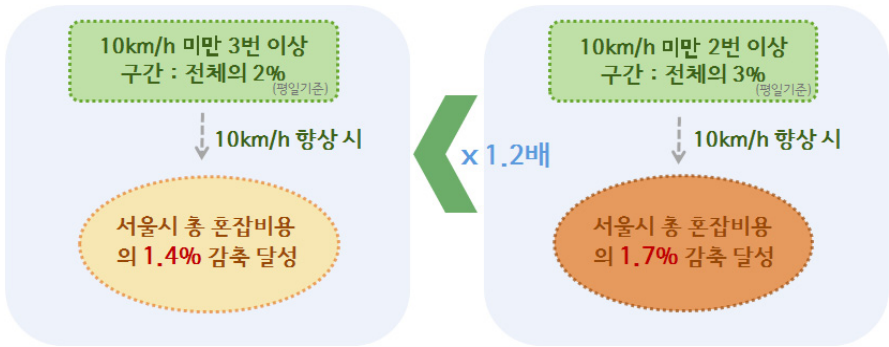 10km/h 미만 3번 이상
구간 : 전체의 2%
(평일기준)
10km/h 향상 시
서울시 총 혼잡비용
의 1.4% 감축 달성
x 1.2배
10km/h 미만 2번 이상
구간 : 전체의 3%
(평일기준)
10km/h 향상 시
서울시 총 혼잡비용
의 1.7% 감축 달성